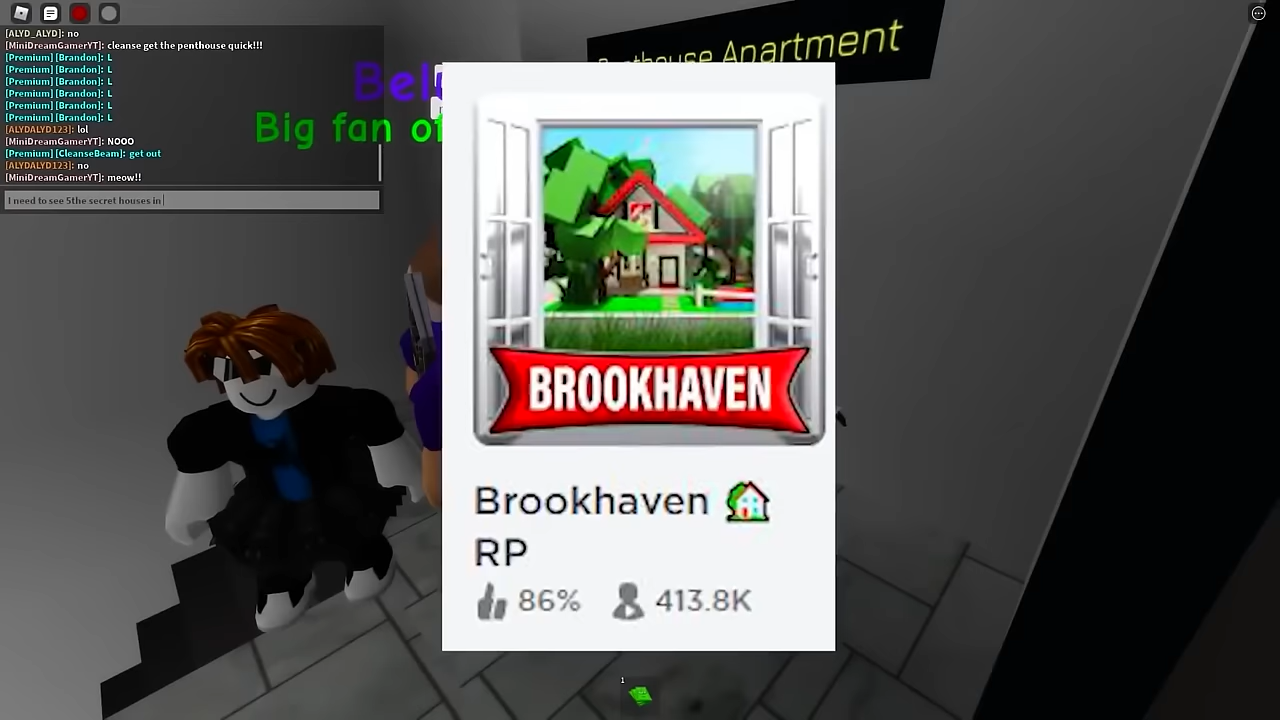 [ALYD_ALYD]: no
[MiniDreamGamerYT]: cleanse get the penthouse quick!!!
[Premium] [Brandon]: L
[Premium] [Brandon]: L
[Premium] [Brandon]: L
[Premium] [Brandon]: L
[Premium] [Brandon]: L
[Premium] [Brandon]: L
[ALYDALYD123]: lol
[MiniDreamGamerYT]: NOOO
[Premium] [CleanseBeam]: get out
[ALYDALYD123]: no
[MiniDreamGamerYT]: meow!!
I need to see 5the secret houses in
Big fan of
Apartment
BROOKHAVEN
Brookhaven
RP
86% 413.8K
1